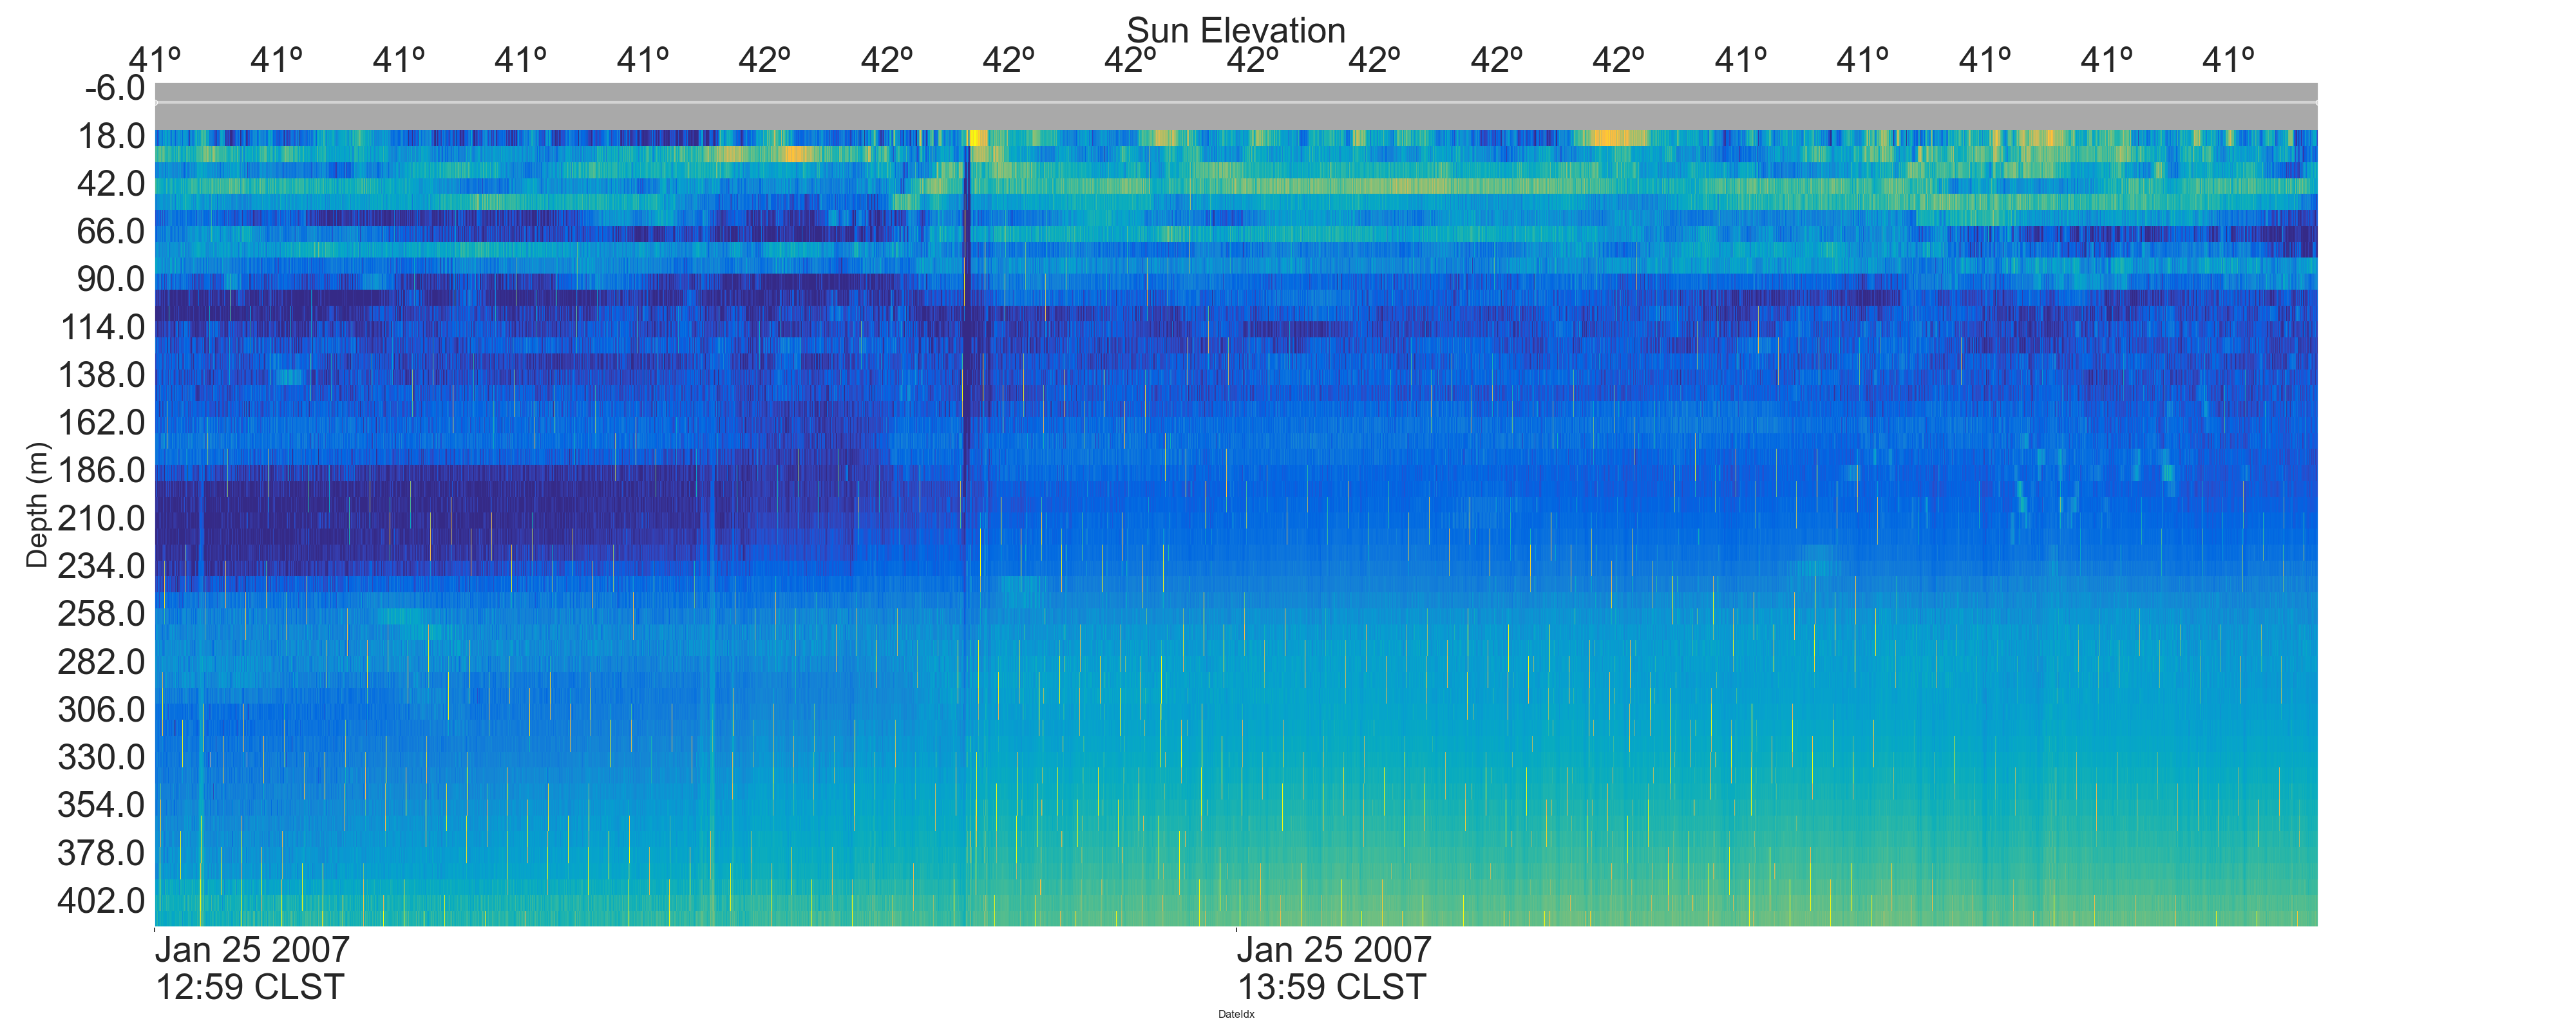 Sun Elevation
41º 41º 41º 41º 41º 42º 42º 42º 42º 42º 42º 42º 42º 41º 41º 41º 41º 41º
-6.0
18.0
42.0
66.0
90.0
114.0
138.0
162.0
186.0
210.0
234.0
258.0
282.0
306.0
330.0
354.0
378.0
402.0
Depth (m)
Jan 25 2007
12:59 CLST
Jan 25 2007
13:59 CLST
DateIdx